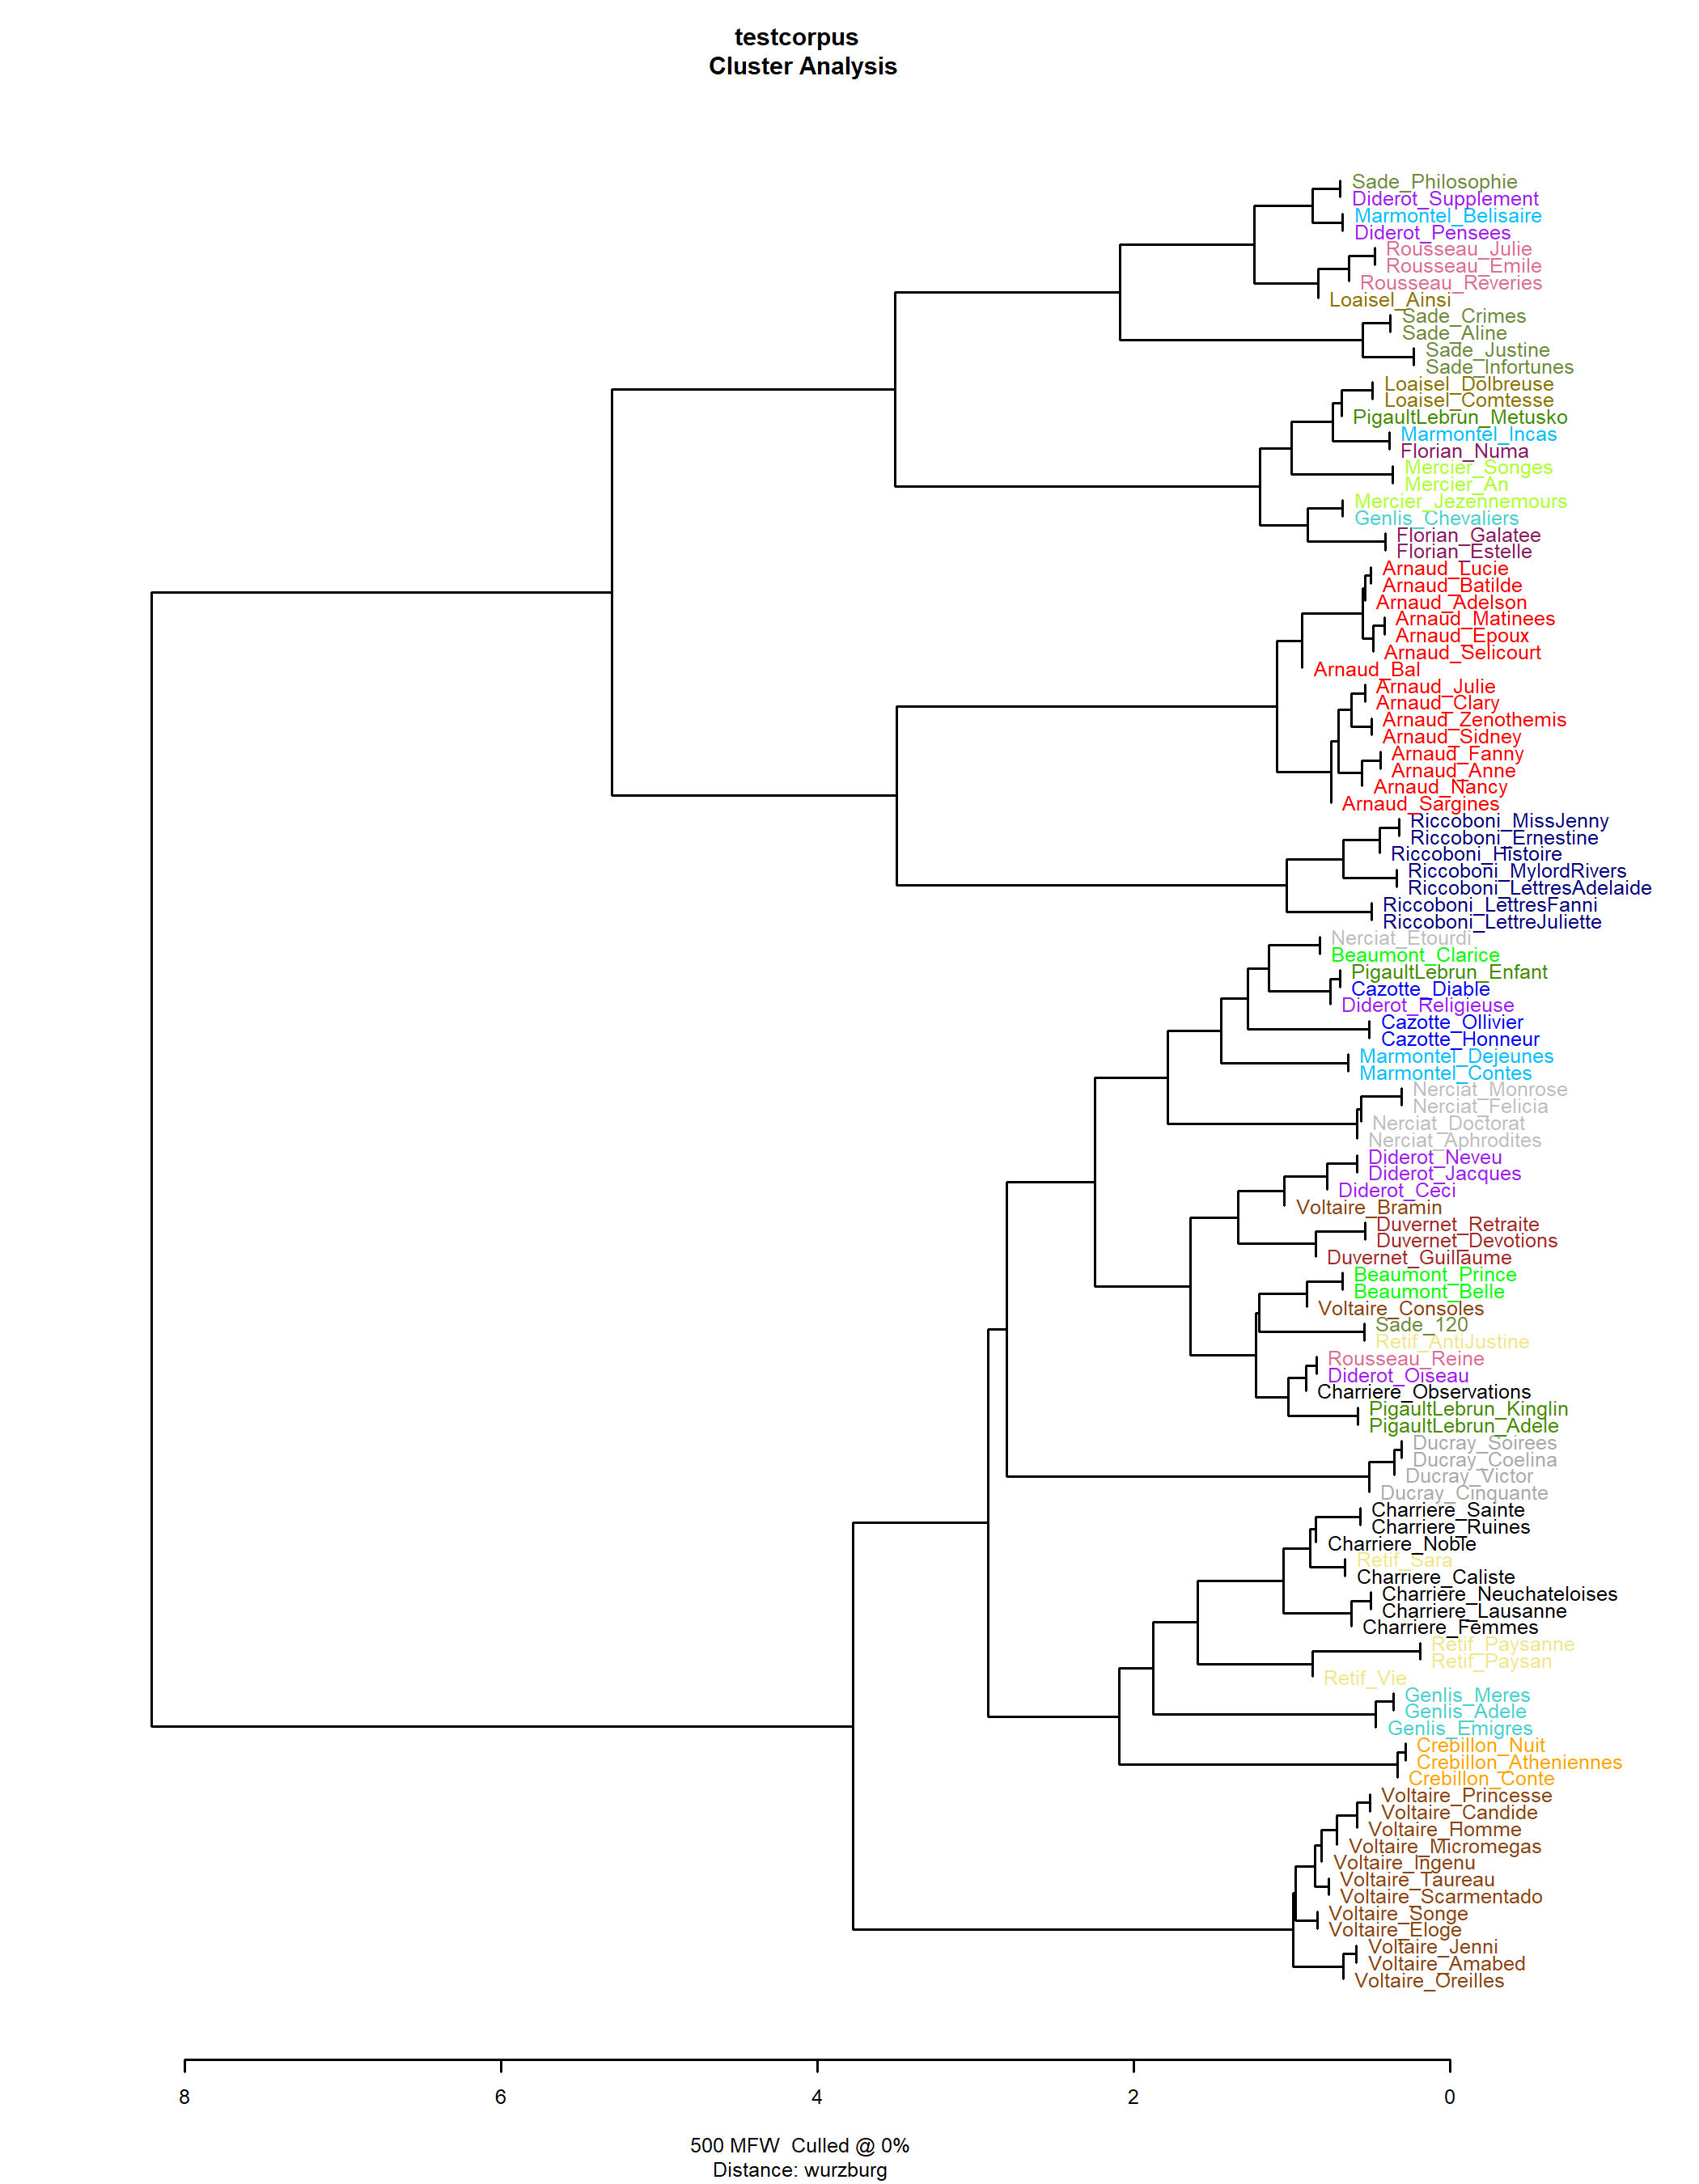 testcorpus
Cluster Analysis
Sade_Philosophie
Diderot_Supplement
Marmontel_Belisaire
Diderot_Pensees
Rousseau_Julie
Rousseau_Emile
Rousseau_Reveries
Loaisel_Ainsi
Sade_Crimes
Sade_Aline
Sade_Justine
Sade_Infortunes
Loaisel_Dolbreuse
Loaisel_Comtesse
PigaultLebrun_Metusko
Marmontel_Incas
Florian_Numa
Mercier_Songes
Mercier_An
Mercier_Jezennemours
Genlis_Chevaliers
Florian_Galatee
Florian_Estelle
Arnaud_Lucie
Arnaud_Batilde
Arnaud_Adelson
Arnaud_Matinees
Arnaud_Epoux
Arnaud_Selicourt
Arnaud_Bal
Arnaud_Julie
Arnaud_Clary
Arnaud_Zenothemis
Arnaud_Sidney
Arnaud_Fanny
Arnaud_Anne
Arnaud_Nancy
Arnaud_Sargines
Riccoboni_MissJenny
Riccoboni_Ernestine
Riccoboni_Histoire
Riccoboni_MylordRivers
Riccoboni_LettresAdelaide
Riccoboni_LettresFanni
Riccoboni_LettreJuliette
Nerciat_Etourdi
Beaumont_Clarice
PigaultLebrun_Enfant
Cazotte_Diable
Diderot_Religieuse
Cazotte_Ollivier
Cazotte_Honneur
Marmontel_Dejeunes
Marmontel_Contes
Nerciat_Monrose
Nerciat_Felicia
Nerciat_Doctorat
Nerciat_Aphrodites
Diderot_Neveu
Diderot_Jacques
Diderot_Ceci
Voltaire_Bramin
Duvernet_Retraite
Duvernet_Devotions
Duvernet_Guillaume
Beaumont_Prince
Beaumont_Belle
Voltaire_Consoles
Sade_120
Retif_AntiJustine
Rousseau_Reine
Diderot_Oiseau
Charriere_Observations
PigaultLebrun_Kinglin
PigaultLebrun_Adele
Ducray_Soirees
Ducray_Coelina
Ducray_Victor
Ducray_Cinquante
Charriere_Sainte
Charriere_Ruines
Charriere_Noble
Retif_Sara
Charriere_Caliste
Charriere_Neuchateloises
Charriere_Lausanne
Charriere_Femmes
Retif_Paysanne
Retif_Paysan
Retif_Vie
Genlis_Meres
Genlis_Adele
Genlis_Emigres
Crebillon_Nuit
Crebillon_Atheniennes
Crebillon_Conte
Voltaire_Princesse
Voltaire_Candide
Voltaire_Homme
Voltaire_Micromegas
Voltaire_Ingenu
Voltaire_Taureau
Voltaire_Scarmentado
Voltaire_Songe
Voltaire_Eloge
Voltaire_Jenni
Voltaire_Amabed
Voltaire_Oreilles
8 6 4 2 0
500 MFW Culled @ 0%
Distance: wurzburg